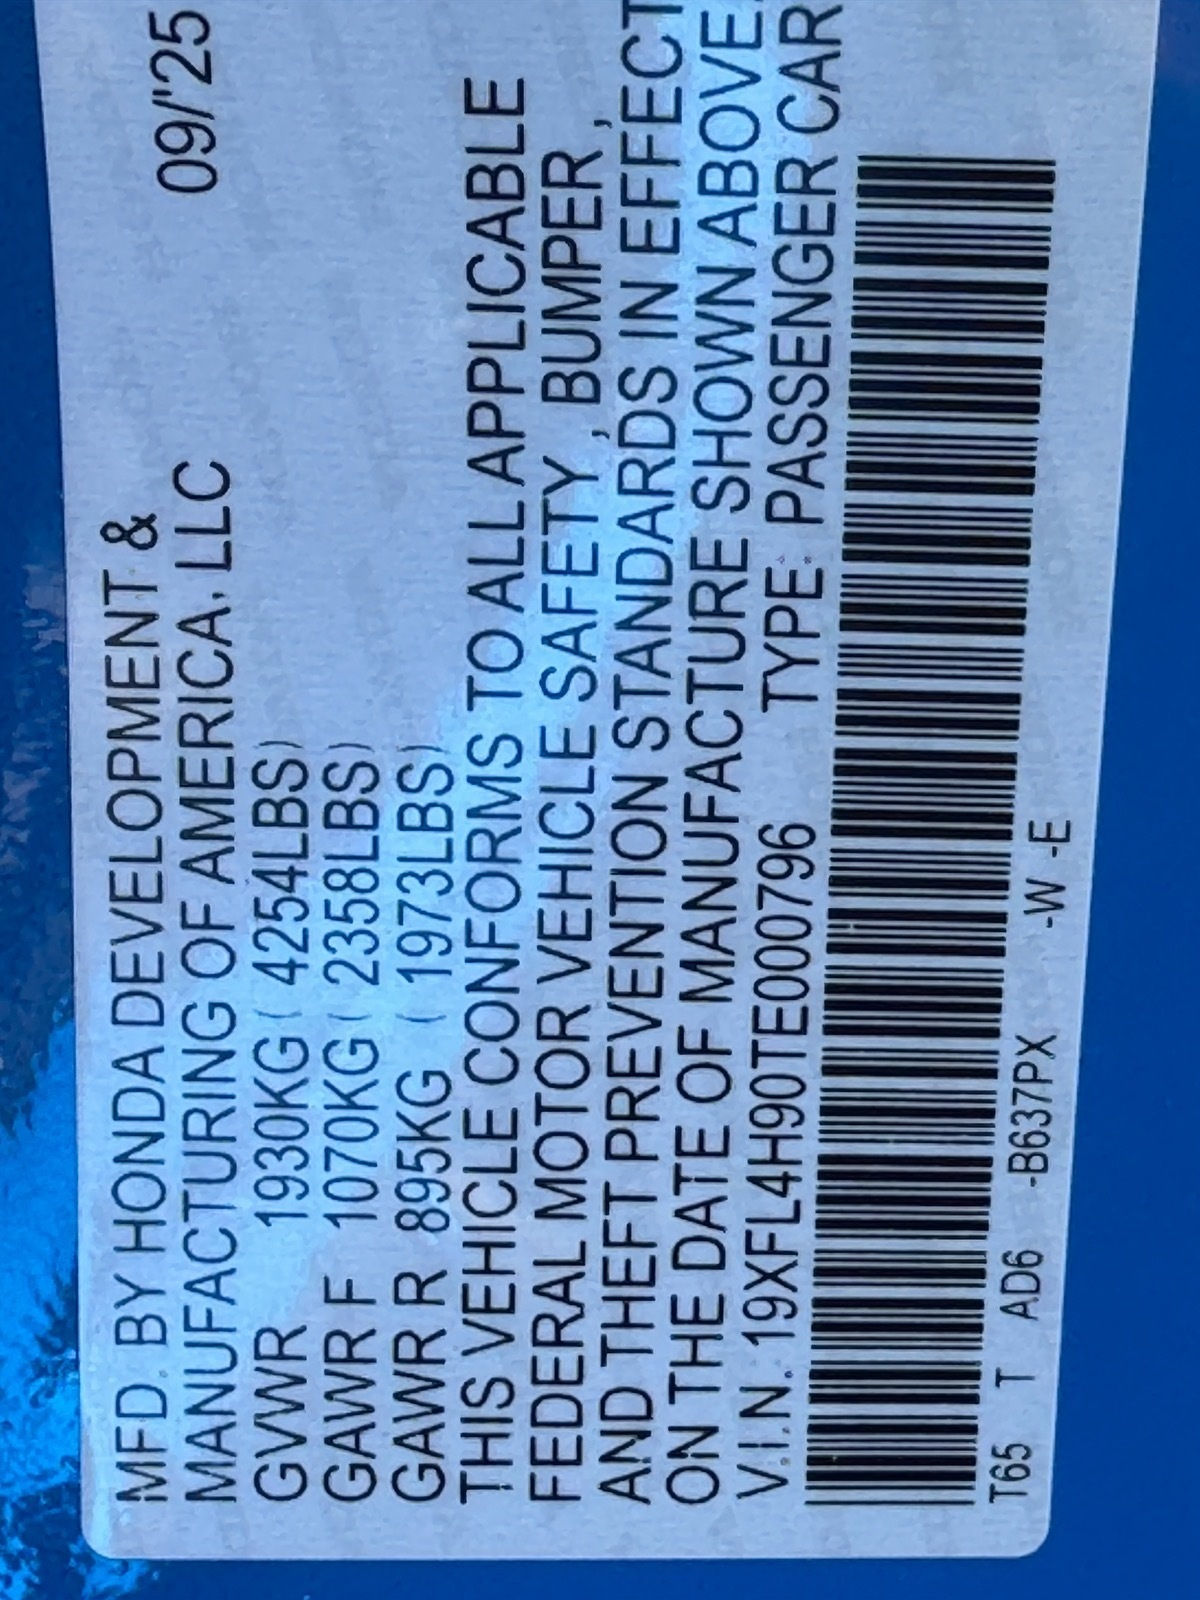 MFD. BY HONDA DEVELOPMENT &
MANUFACTURING OF AMERICA, LLC 09/'25
GVWR 1930KG ( 4254LBS)
GAWR F 1070KG ( 2358LBS)
GAWR R 895KG ( 1973LBS)
THIS VEHICLE CONFORMS TO ALL APPLICABLE
FEDERAL MOTOR VEHICLE SAFETY, BUMPER,
AND THEFT PREVENTION STANDARDS IN EFFECT
ON THE DATE OF MANUFACTURE SHOWN ABOVE.
V.I.N. 19XFL4H90TE000796 TYPE: PASSENGER CAR
T65 T AD6 -B637PX -W -E